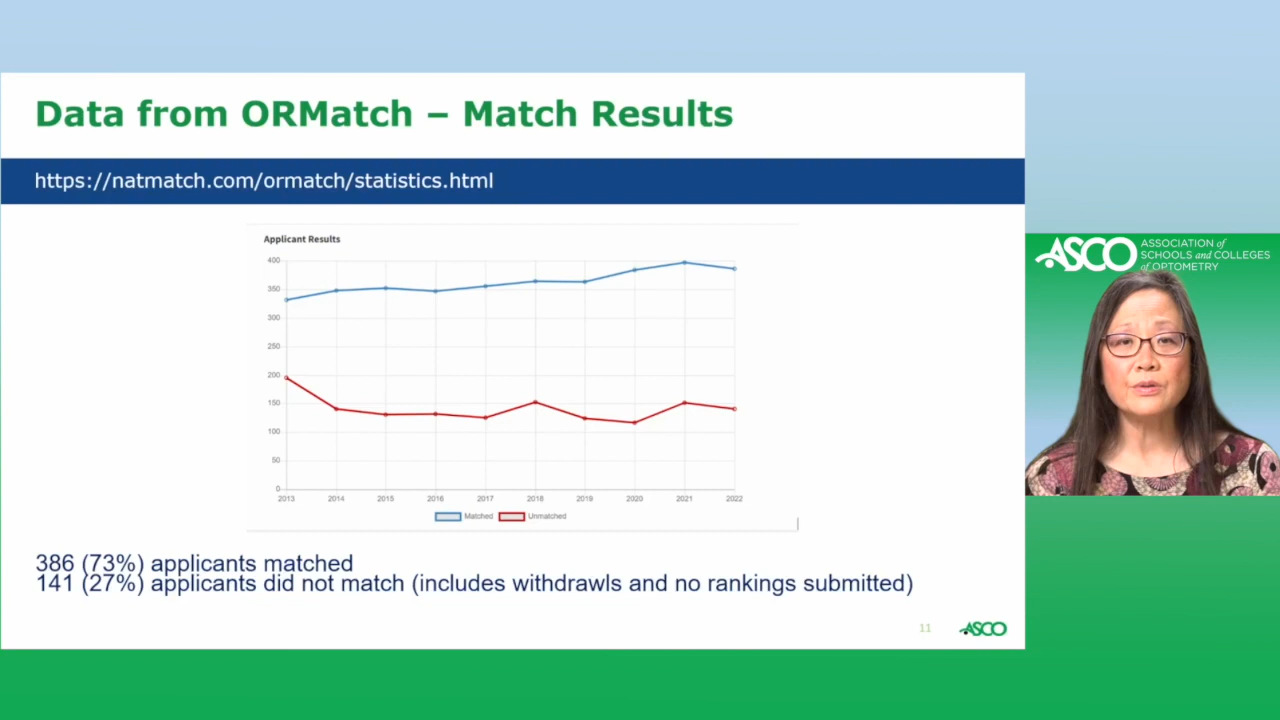 Data from ORMatch – Match Results
https://natmatch.com/ormatch/statistics.html
Applicant Results
400
350
300
250
200
150
100
50
0
2013 2014 2015 2016 2017 2018 2019 2020 2021 2022
Matched Unmatched
386 (73%) applicants matched
141 (27%) applicants did not match (includes withdrawls and no rankings submitted)
11
ASCO
ASCO
ASSOCIATION of
SCHOOLS and COLLEGES
of OPTOMETRY